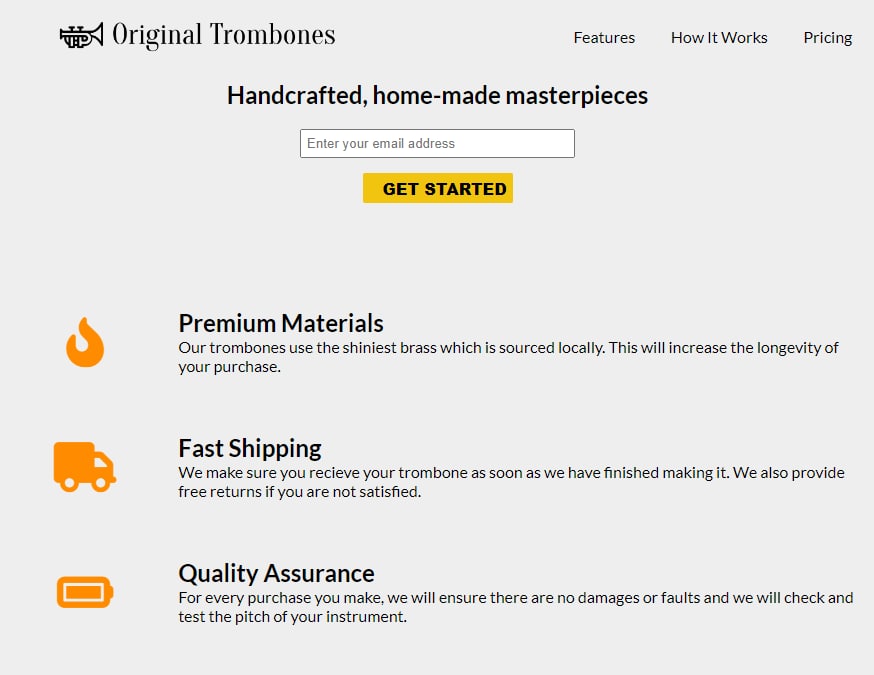 Original Trombones
Features
How It Works
Pricing
Handcrafted, home-made masterpieces
Enter your email address
GET STARTED
Premium Materials
Our trombones use the shiniest brass which is sourced locally. This will increase the longevity of
your purchase.
Fast Shipping
We make sure you recieve your trombone as soon as we have finished making it. We also provide
free returns if you are not satisfied.
Quality Assurance
For every purchase you make, we will ensure there are no damages or faults and we will check and
test the pitch of your instrument.